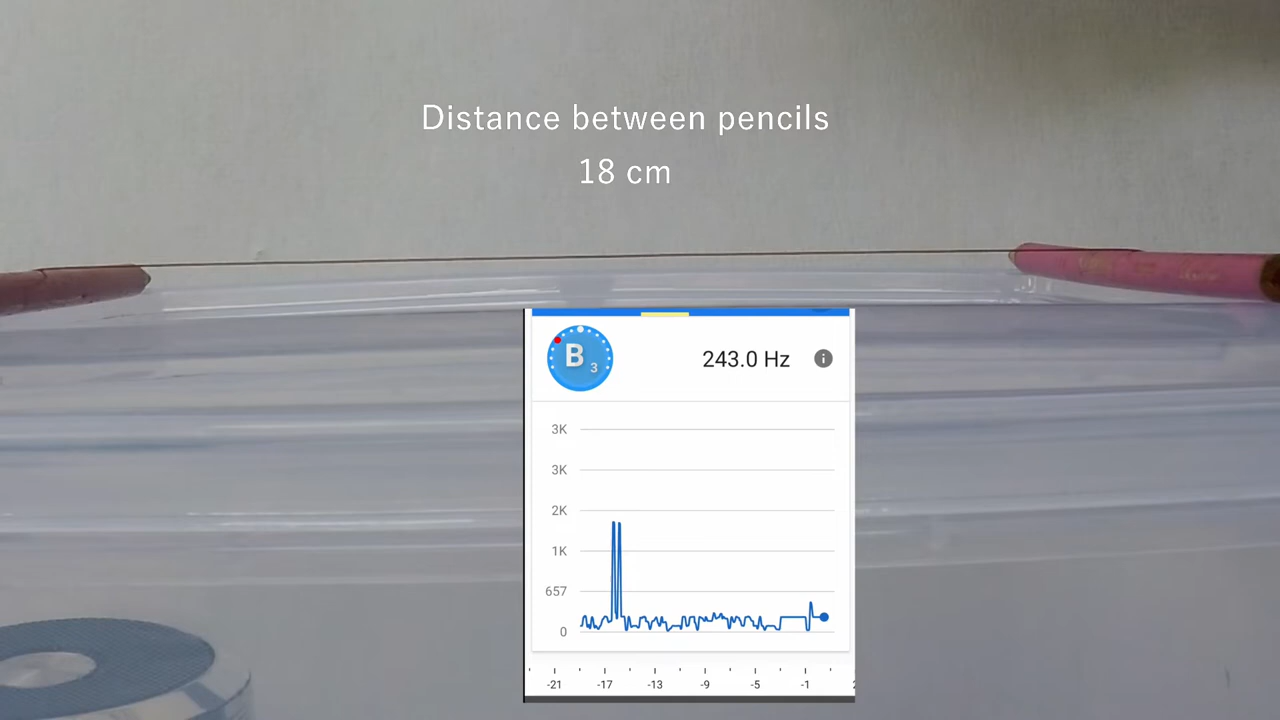 Distance between pencils
18 cm
B3
243.0 Hz
3K
3K
2K
1K
657
0
-21 -17 -13 -9 -5 -1